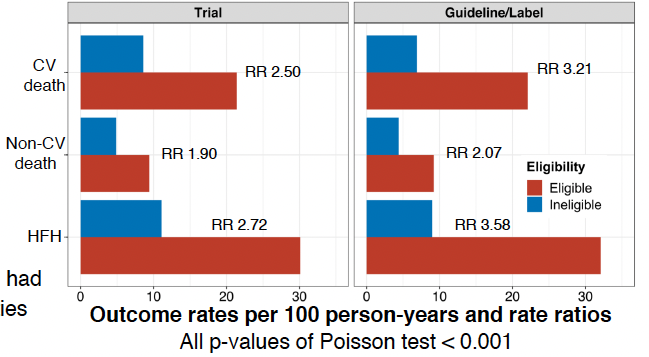 Trial
Guideline/Label
CV
death
RR 2.50
RR 3.21
Non-CV
death
RR 1.90
RR 2.07
Eligibility
Eligible
Ineligible
HFH
RR 2.72
RR 3.58
had
ies
0 10 20 30
0 10 20 30
Outcome rates per 100 person-years and rate ratios
All p-values of Poisson test < 0.001